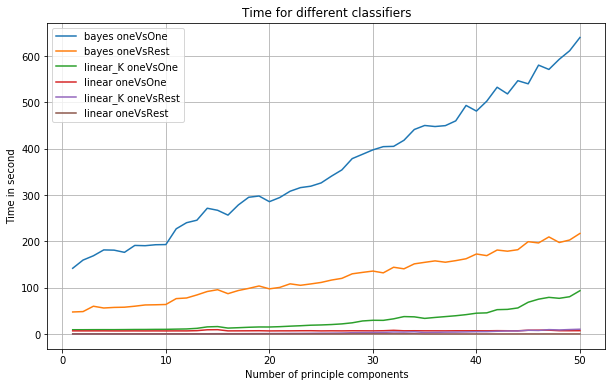 Time for different classifiers
bayes oneVsOne
bayes oneVsRest
linear_K oneVsOne
linear oneVsOne
linear_K oneVsRest
linear oneVsRest
Time in second
600
500
400
300
200
100
0
0
10
20
30
40
50
Number of principle components